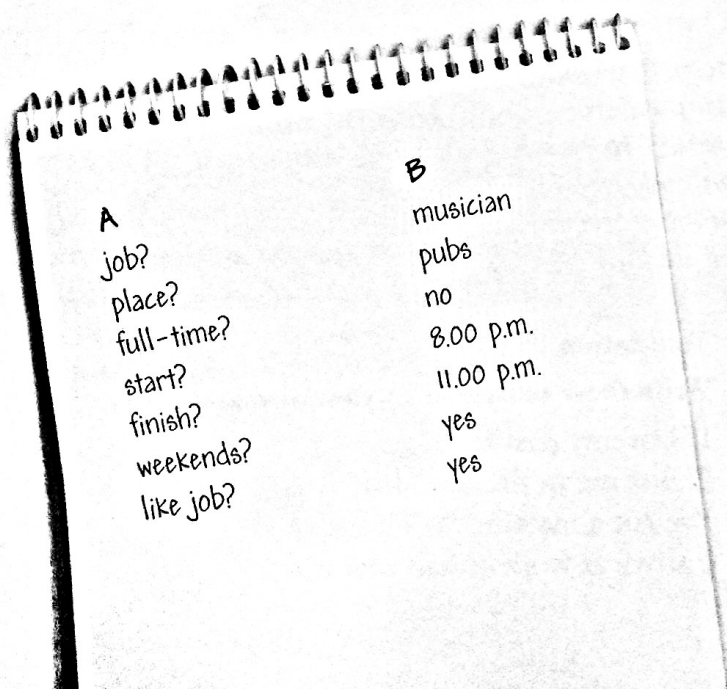 A B
job? musician
place? pubs
full-time? no
start? 8.00 p.m.
finish? 11.00 p.m.
weekends? yes
like job? yes